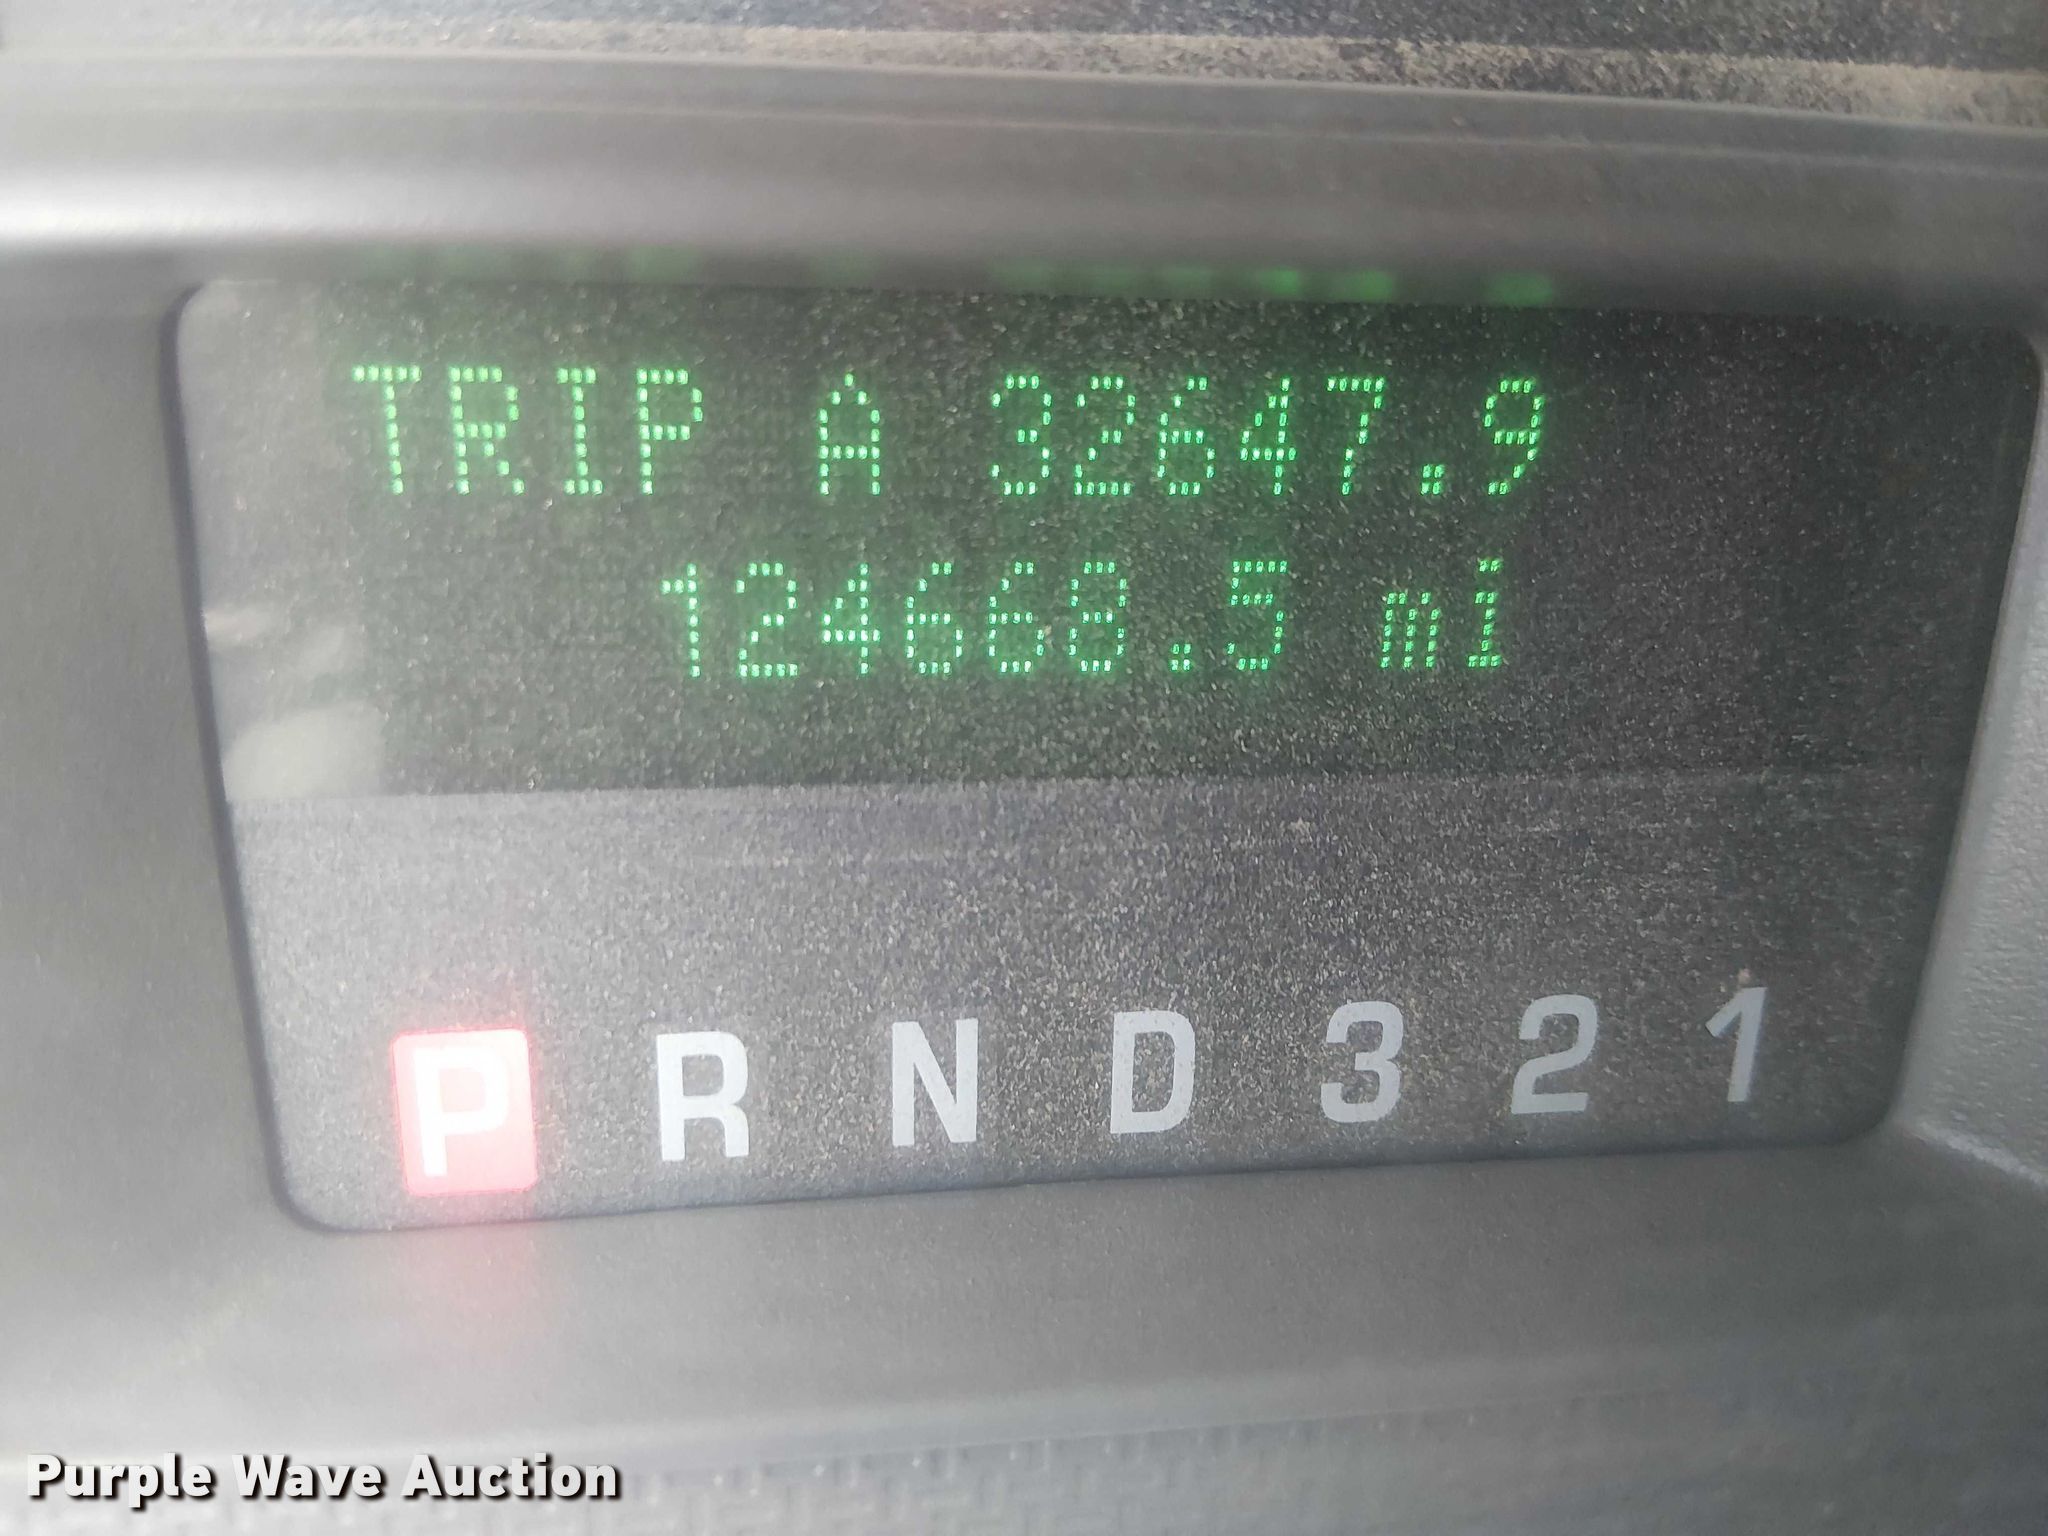 TRIP A 32647.9
124668.5 mi
P R N D 3 2 1
Purple Wave Auction